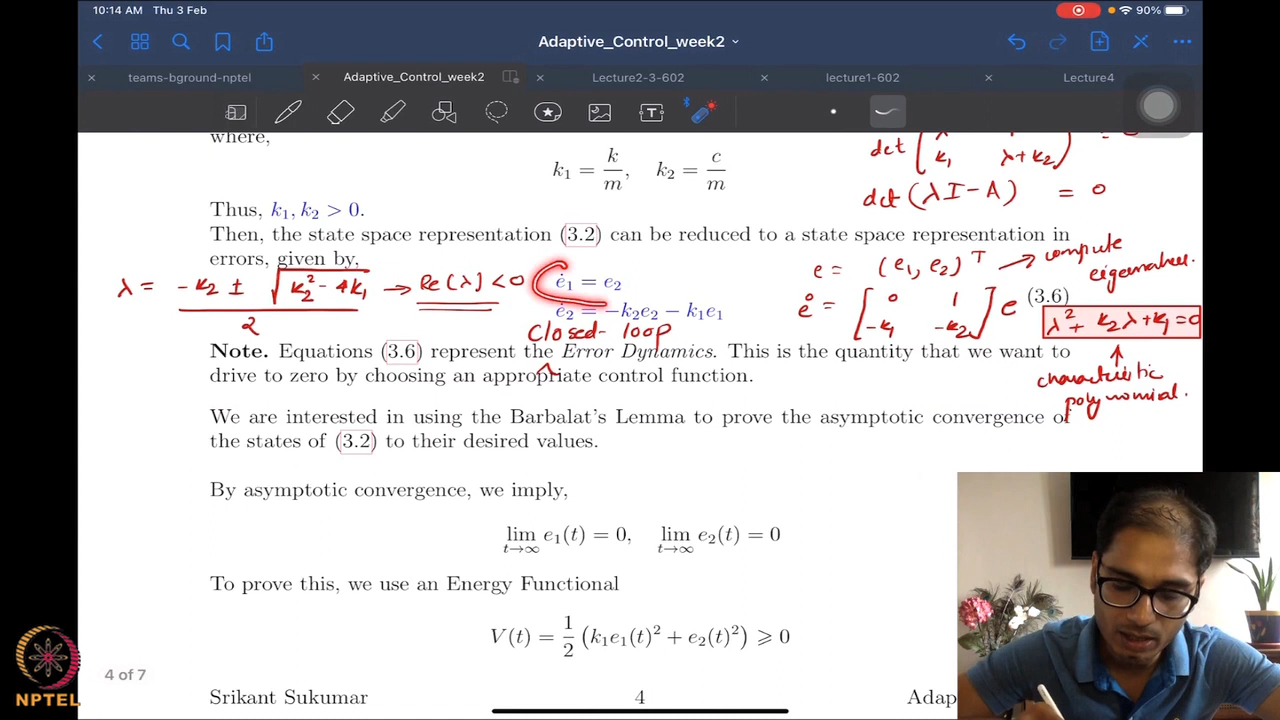 10:14 AM Thu 3 Feb
90%
Adaptive_Control_week2
teams-bground-nptel
Adaptive_Control_week2
Lecture2-3-602
lecture1-602
Lecture4
where,
k₁ = k/m, k₂ = c/m
det
k₁ λ+k₂
det (λI - A) = 0
Thus, k₁, k₂ > 0.
Then, the state space representation (3.2) can be reduced to a state space representation in
errors, given by,
λ = (-k₂ ± √(k₂² - 4k₁)) / 2 → Re(λ) < 0
ė₁ = e₂
ė₂ = -k₂e₂ - k₁e₁
(3.6)
e = (e₁, e₂)ᵀ → compute
eigenvalues.
ė = [0 1; -k₁ -k₂] e
λ² + k₂λ + k₁ = 0
characteristic
polynomial.
closed-loop
Note. Equations (3.6) represent the Error Dynamics. This is the quantity that we want to
drive to zero by choosing an appropriate control function.
We are interested in using the Barbalat's Lemma to prove the asymptotic convergence of
the states of (3.2) to their desired values.
By asymptotic convergence, we imply,
lim t→∞ e₁(t) = 0, lim t→∞ e₂(t) = 0
To prove this, we use an Energy Functional
V(t) = 1/2 (k₁e₁(t)² + e₂(t)²) ⩾ 0
4 of 7
Srikant Sukumar
4
Adap
NPTEL